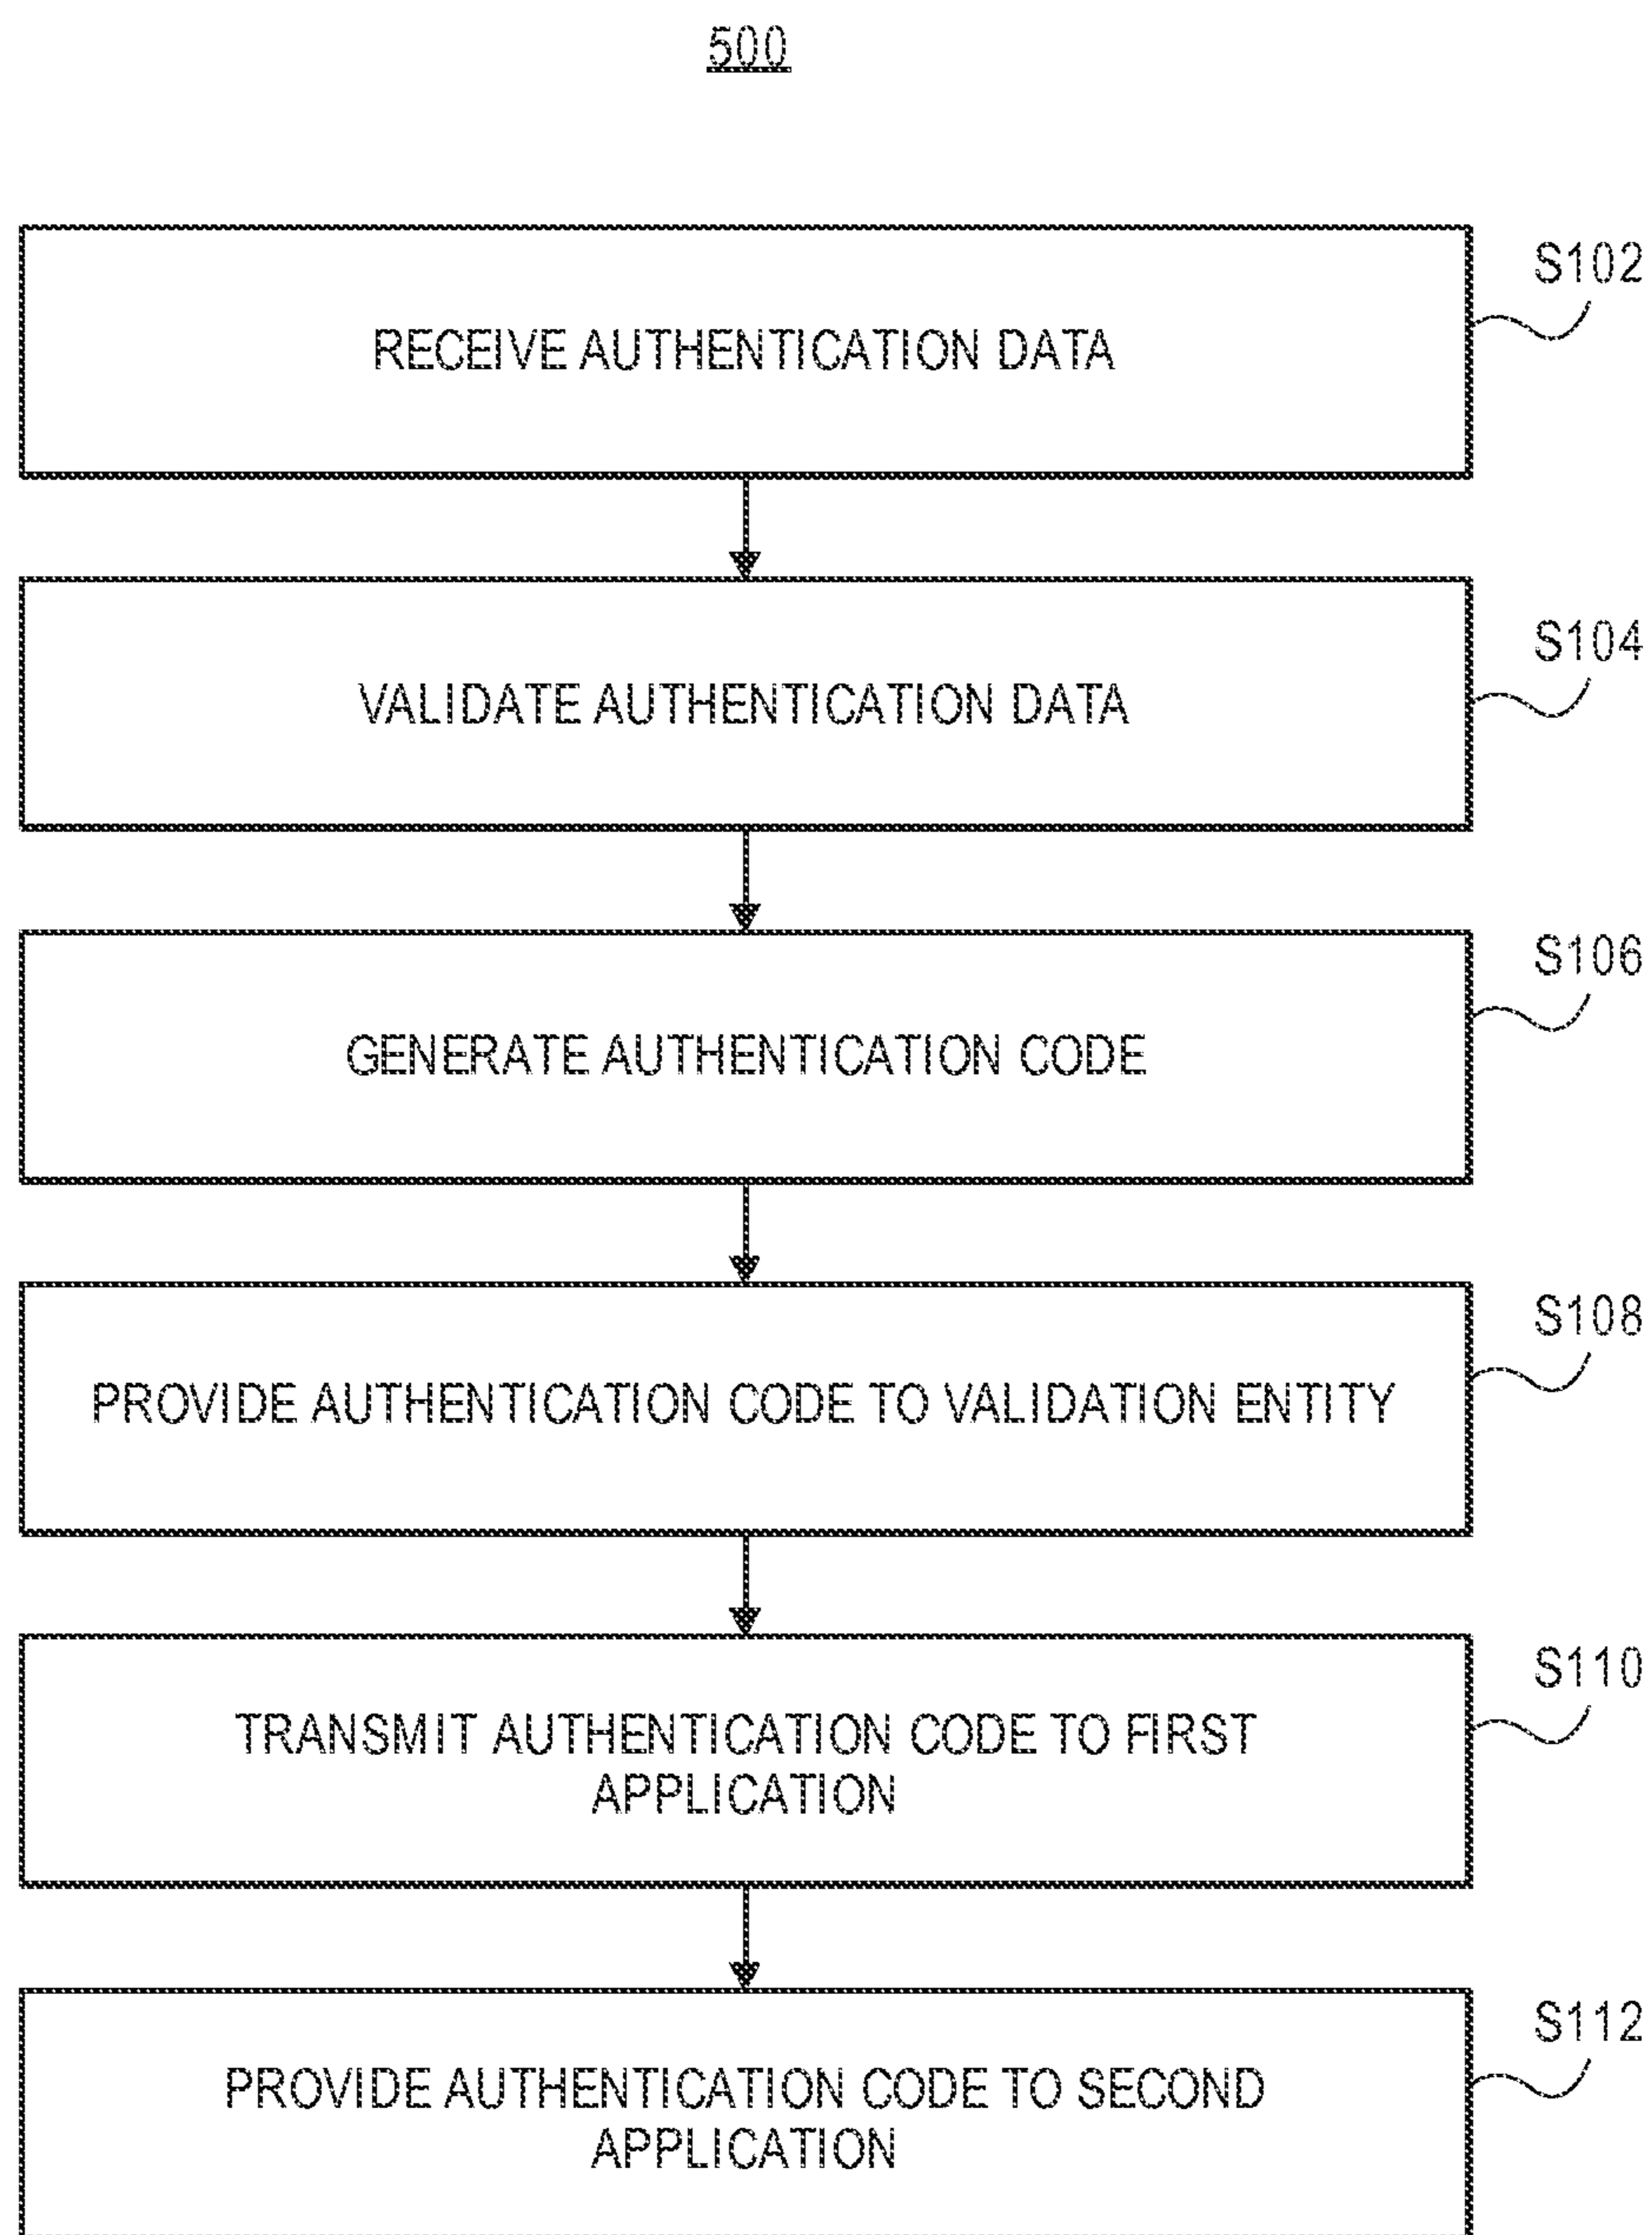 500
S102
RECEIVE AUTHENTICATION DATA
S104
VALIDATE AUTHENTICATION DATA
S106
GENERATE AUTHENTICATION CODE
S108
PROVIDE AUTHENTICATION CODE TO VALIDATION ENTITY
S110
TRANSMIT AUTHENTICATION CODE TO FIRST
APPLICATION
S112
PROVIDE AUTHENTICATION CODE TO SECOND
APPLICATION